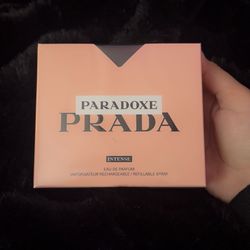 PARADOXE
PRADA
INTENSE
EAU DE PARFUM
VAPORISATEUR RECHARGEABLE / REFILLABLE SPRAY